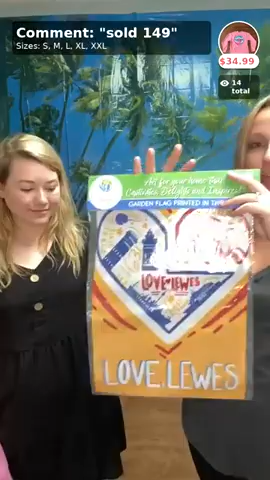 Comment: "sold 149"
Sizes: S, M, L, XL, XXL
$34.99
14
total
Art for your home that
Captivates, Delights and Inspires!
GARDEN FLAG PRINTED IN THE
LOVE LEWES
LOVE, LEWES